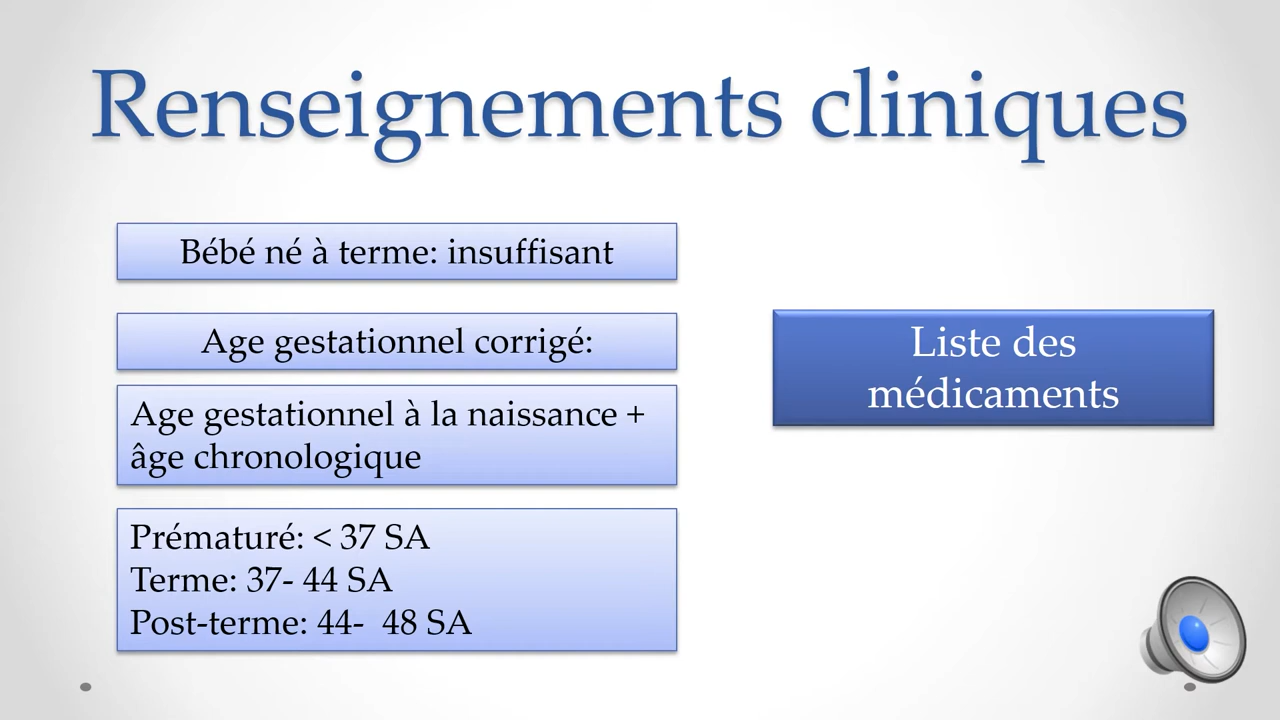 Renseignements cliniques
Bébé né à terme: insuffisant
Age gestationnel corrigé:
Age gestationnel à la naissance +
âge chronologique
Prématuré: < 37 SA
Terme: 37- 44 SA
Post-terme: 44-  48 SA
Liste des
médicaments